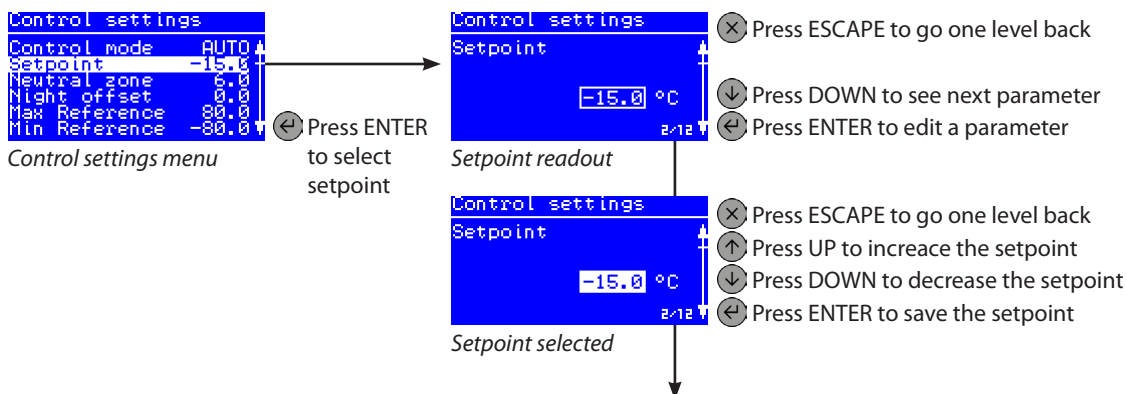 Control settings
Control mode AUTO
Setpoint -15.0
Neutral zone 6.0
Night offset 0.0
Max Reference 80.0
Min Reference -80.0
Control settings menu
Press ENTER
to select
setpoint
Control settings
Setpoint
-15.0 °C
2/12
Setpoint readout
Press ESCAPE to go one level back
Press DOWN to see next parameter
Press ENTER to edit a parameter
Control settings
Setpoint
-15.0 °C
2/12
Setpoint selected
Press ESCAPE to go one level back
Press UP to increace the setpoint
Press DOWN to decrease the setpoint
Press ENTER to save the setpoint